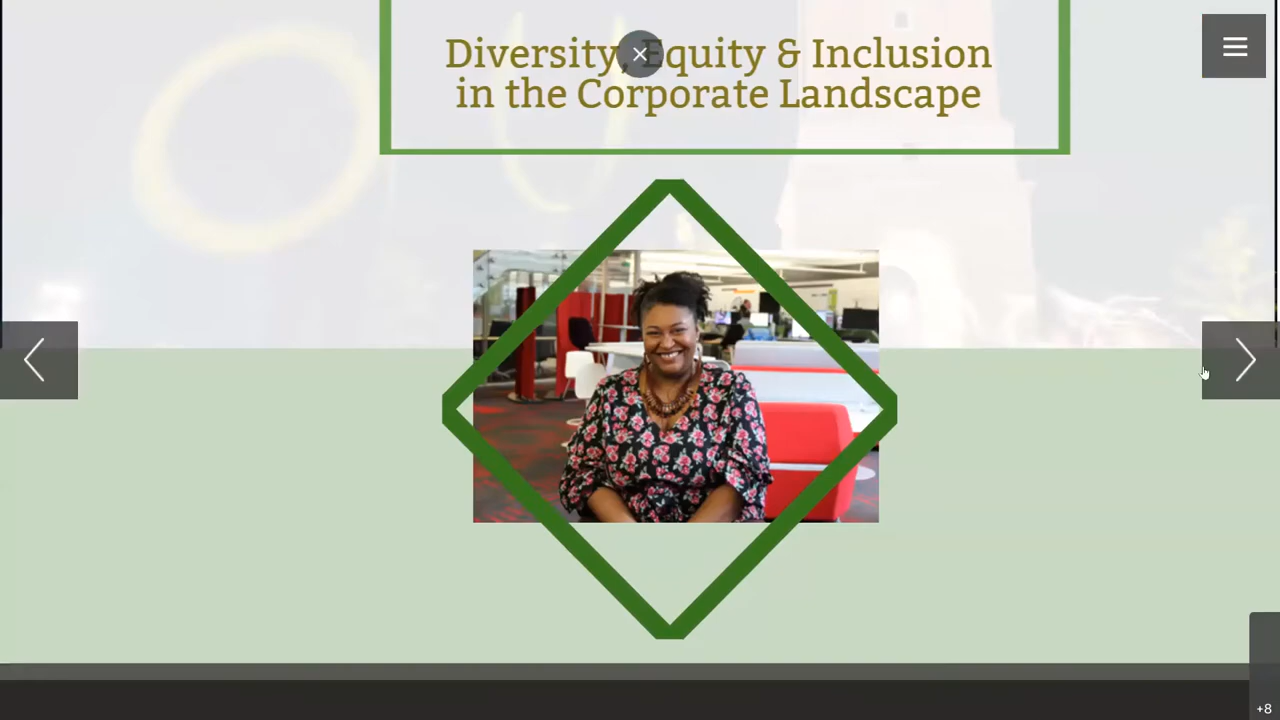 Diversity, Equity & Inclusion
in the Corporate Landscape
+8